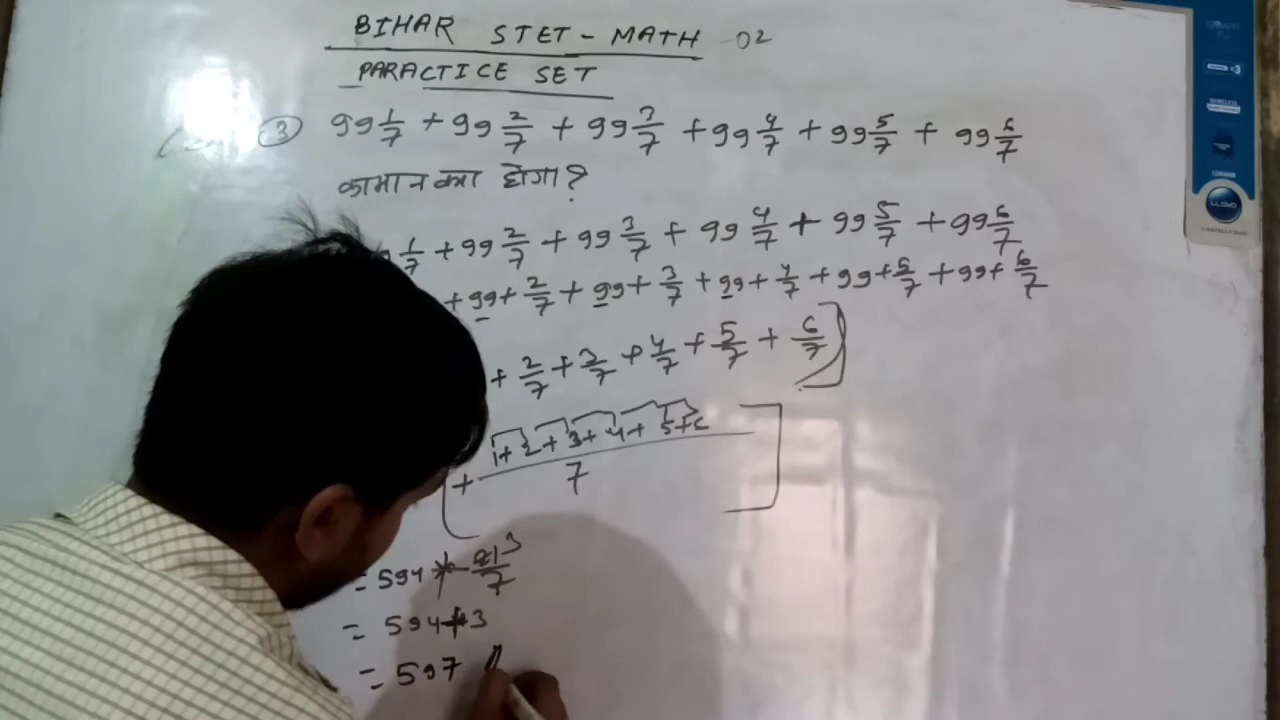 BIHAR STET - MATH - 02
PARACTICE SET
③ 99 1/7 + 99 2/7 + 99 3/7 + 99 4/7 + 99 5/7 + 99 6/7
का मान क्या होगा?
1/7 + 99 2/7 + 99 3/7 + 99 4/7 + 99 5/7 + 99 6/7
+ 99 + 2/7 + 99 + 3/7 + 99 + 4/7 + 99 + 5/7 + 99 + 6/7
+ 2/7 + 3/7 + 4/7 + 5/7 + 6/7 ]
[ + 1+2+3+4+5+6 / 7 ]
= 594 + 21/7 3
= 594 + 3
= 597